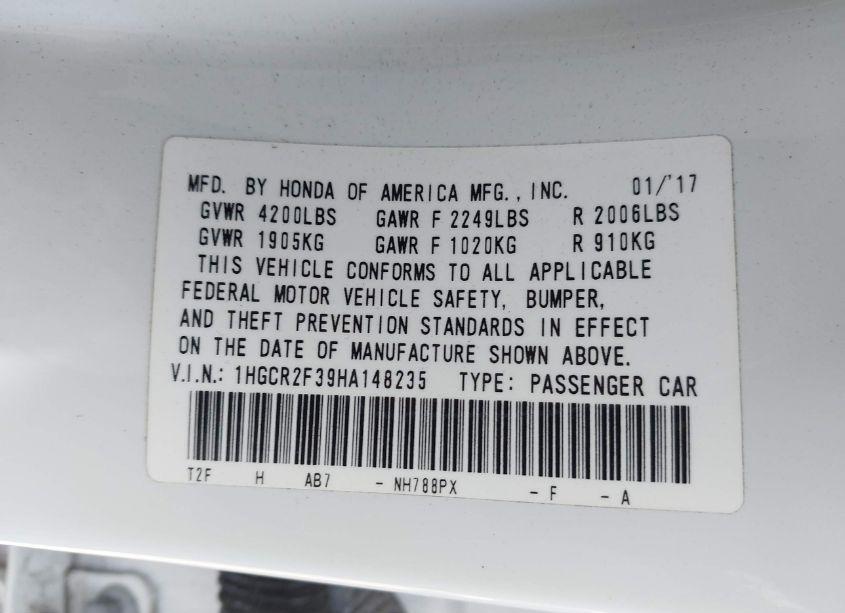 MFD. BY HONDA OF AMERICA MFG., INC. 01/'17
GVWR 4200LBS GAWR F 2249LBS R 2006LBS
GVWR 1905KG GAWR F 1020KG R 910KG
THIS VEHICLE CONFORMS TO ALL APPLICABLE
FEDERAL MOTOR VEHICLE SAFETY, BUMPER,
AND THEFT PREVENTION STANDARDS IN EFFECT
ON THE DATE OF MANUFACTURE SHOWN ABOVE.
V.I.N.: 1HGCR2F39HA148235 TYPE: PASSENGER CAR
T2F H AB7 - NH788PX - F - A